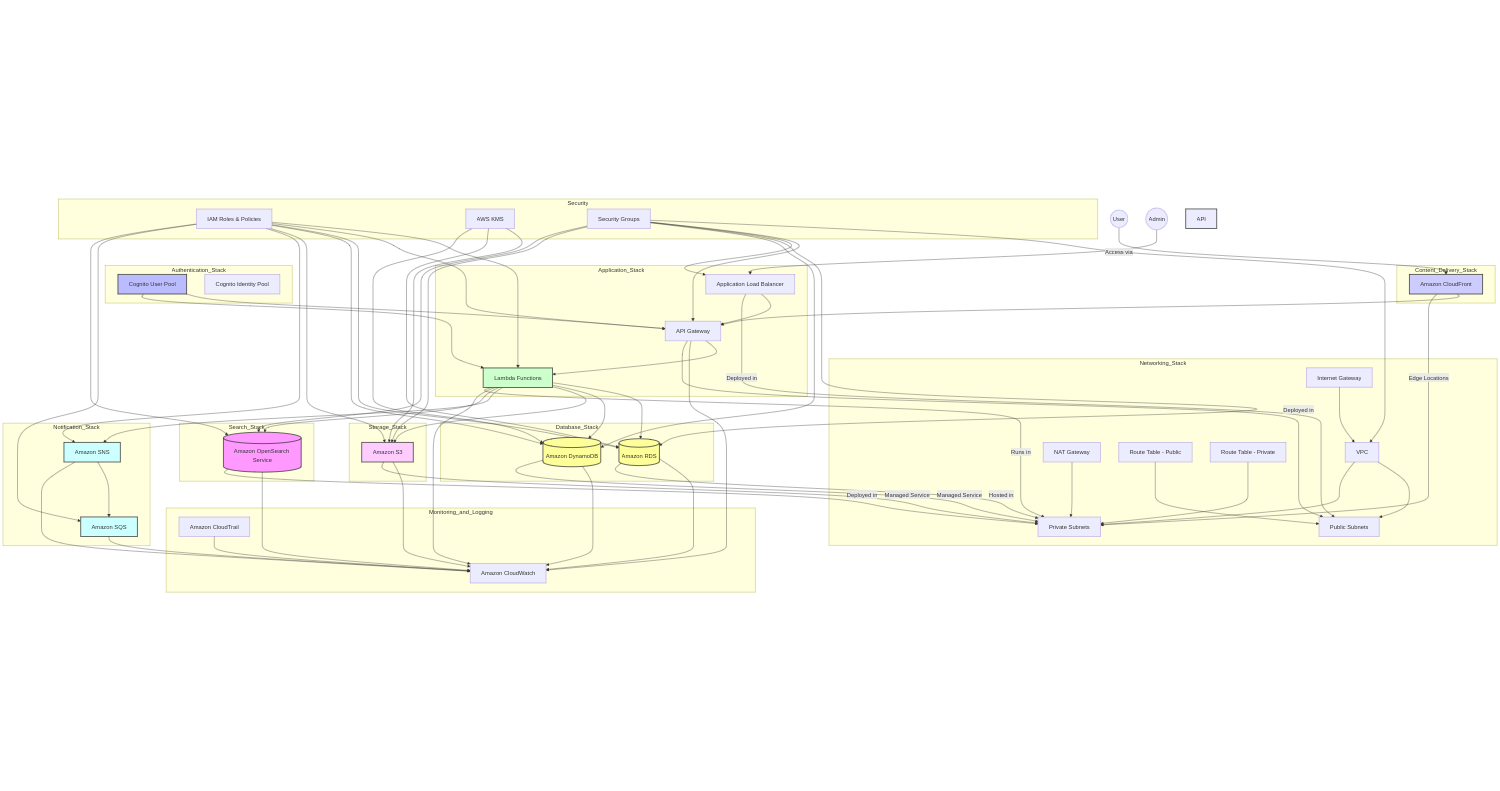 Security
IAM Roles & Policies
AWS KMS
Security Groups
User
Admin
API
Access via
Authentication_Stack
Cognito User Pool
Cognito Identity Pool
Application_Stack
Application Load Balancer
Content_Delivery_Stack
Amazon CloudFront
API Gateway
Lambda Functions
Deployed in
Networking_Stack
Internet Gateway
Edge Locations
Deployed in
Notification_Stack
Amazon SNS
Search_Stack
Amazon OpenSearch
Service
Storage_Stack
Amazon S3
Database_Stack
Amazon DynamoDB
Amazon RDS
Runs in
NAT Gateway
Route Table - Public
Route Table - Private
VPC
Deployed in
Managed Service
Managed Service
Hosted in
Amazon SQS
Monitoring_and_Logging
Amazon CloudTrail
Private Subnets
Public Subnets
Amazon CloudWatch